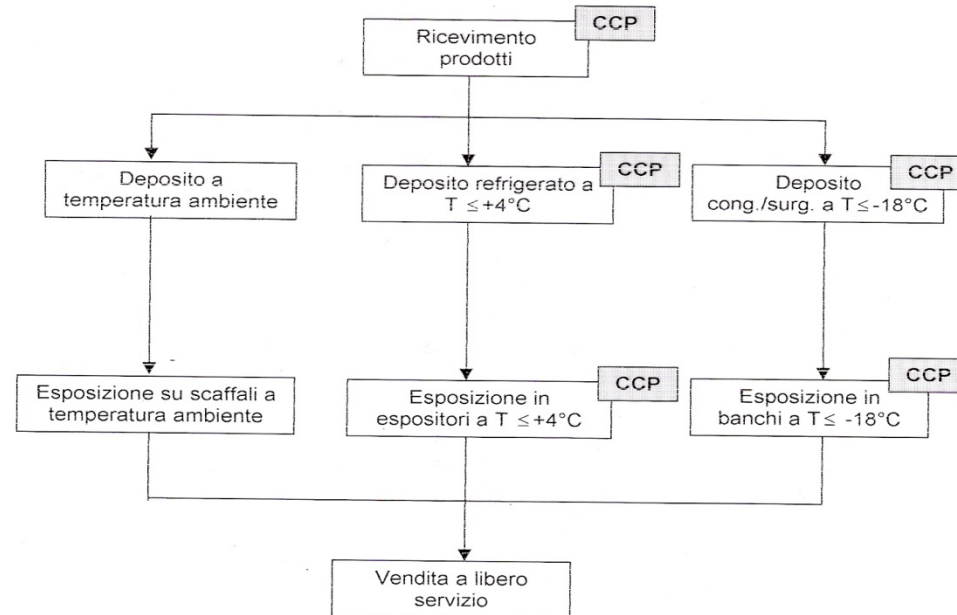 CCP
Ricevimento
prodotti
Deposito a
temperatura ambiente
CCP
Deposito refrigerato a
T ≤ +4°C
CCP
Deposito
cong./surg. a T ≤ -18°C
Esposizione su scaffali a
temperatura ambiente
CCP
Esposizione in
espositori a T ≤ +4°C
CCP
Esposizione in
banchi a T ≤ -18°C
Vendita a libero
servizio